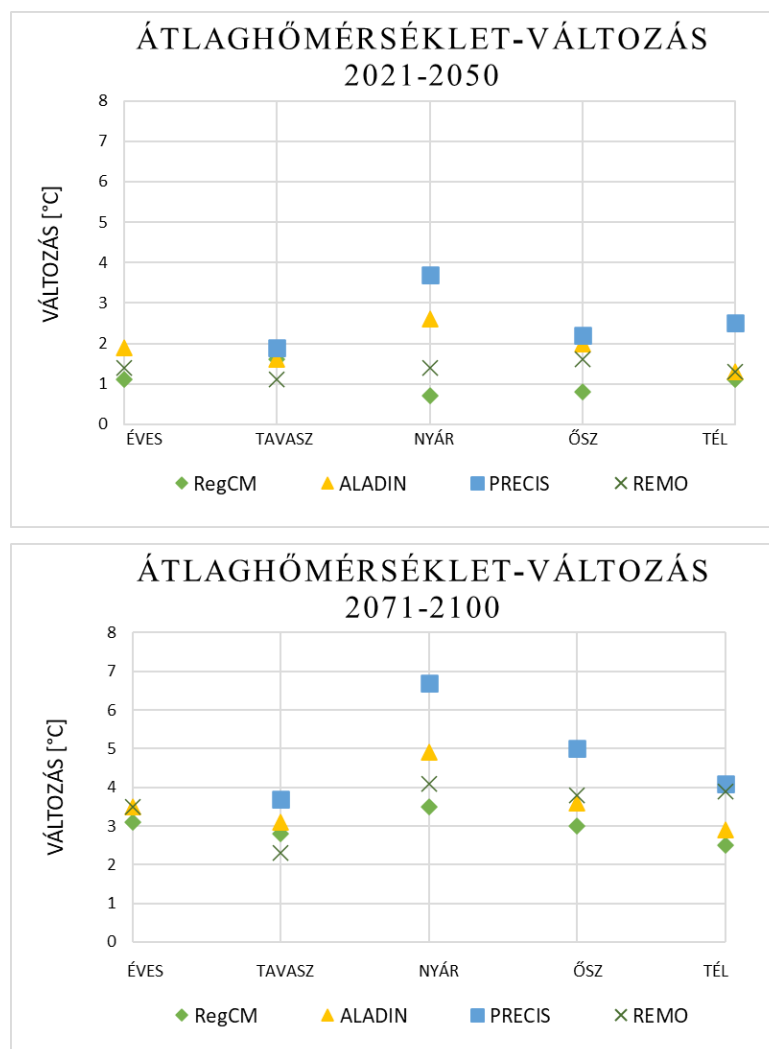 ÁTLAGHŐMÉRSÉKLET-VÁLTOZÁS
2021-2050
VÁLTOZÁS [°C]
8
7
6
5
4
3
2
1
0
ÉVES TAVASZ NYÁR ŐSZ TÉL
RegCM ALADIN PRECIS REMO
ÁTLAGHŐMÉRSÉKLET-VÁLTOZÁS
2071-2100
VÁLTOZÁS [°C]
8
7
6
5
4
3
2
1
0
ÉVES TAVASZ NYÁR ŐSZ TÉL
RegCM ALADIN PRECIS REMO